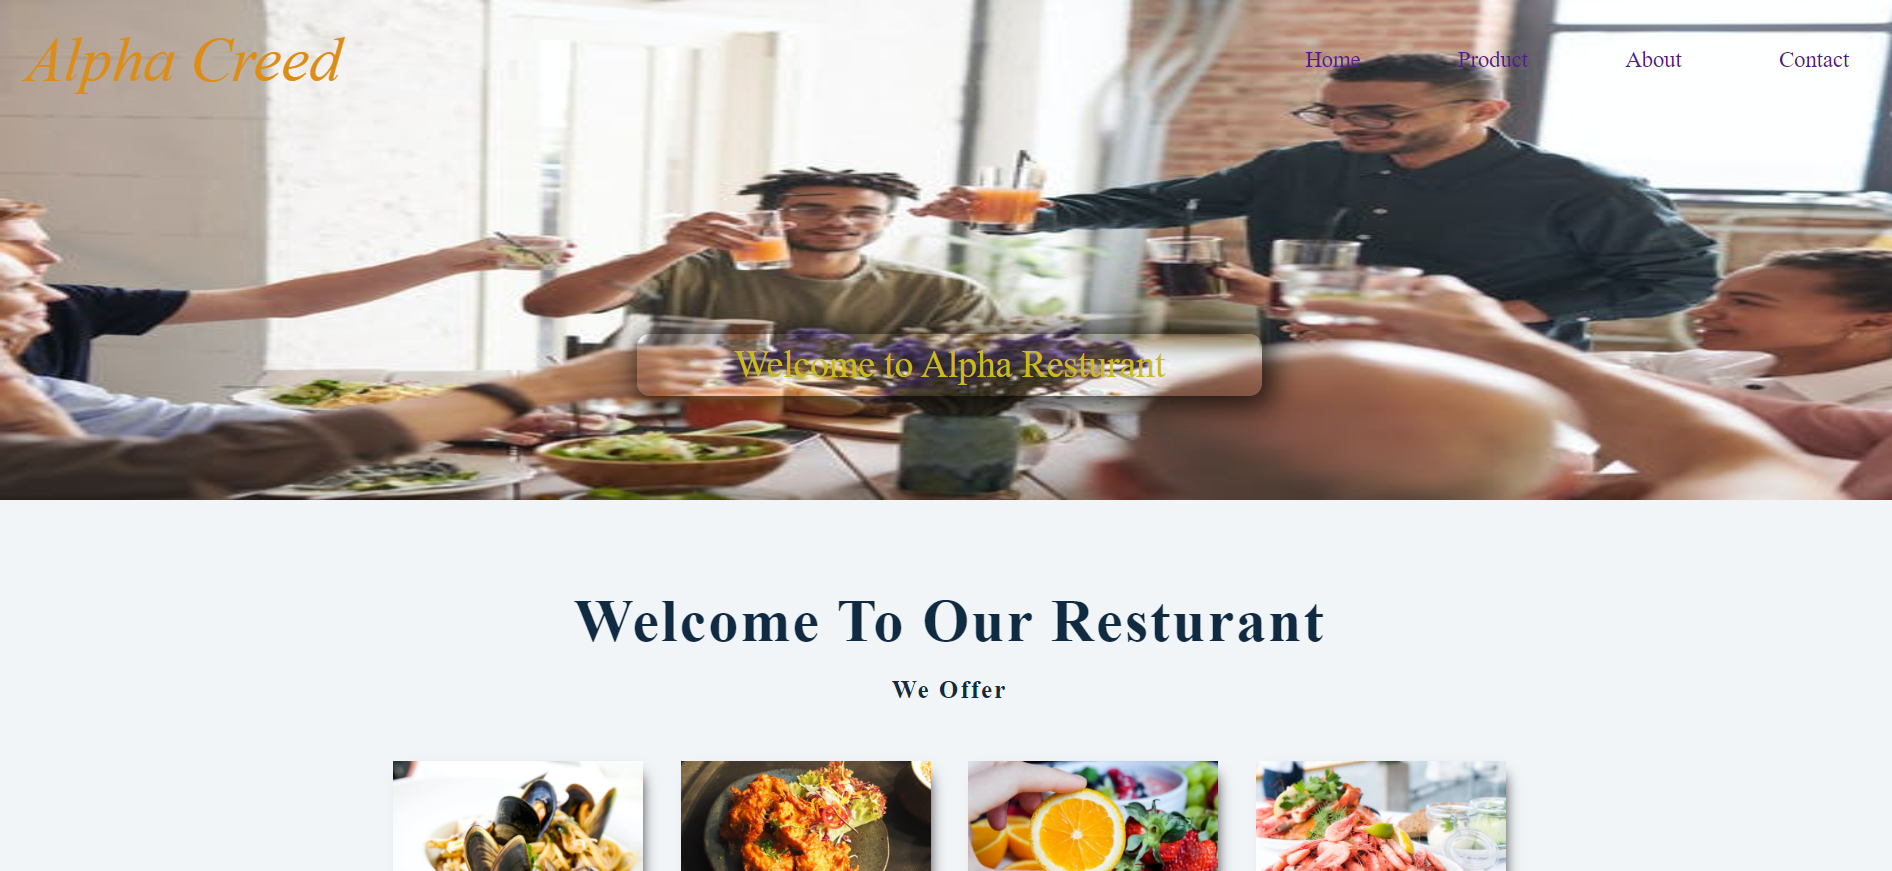 Alpha Creed
Home Product About Contact
Welcome to Alpha Resturant
Welcome To Our Resturant
We Offer